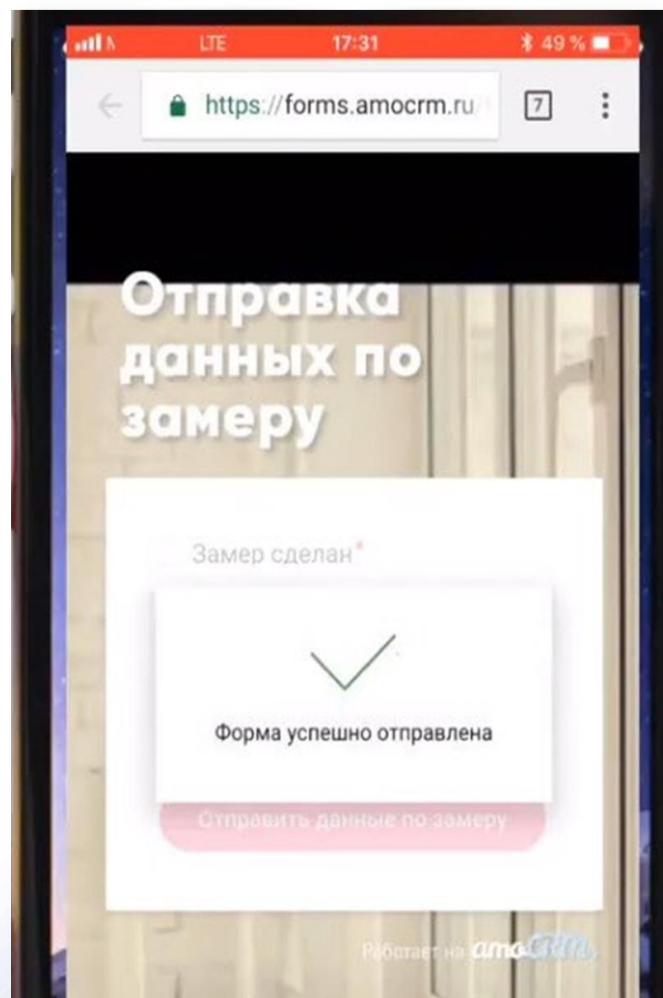 LTE 17:31 49 %
https://forms.amocrm.ru/ 7
Отправка
данных по
замеру
Замер сделан*
Форма успешно отправлена
Отправить данные по замеру
Работает на amoCRM.